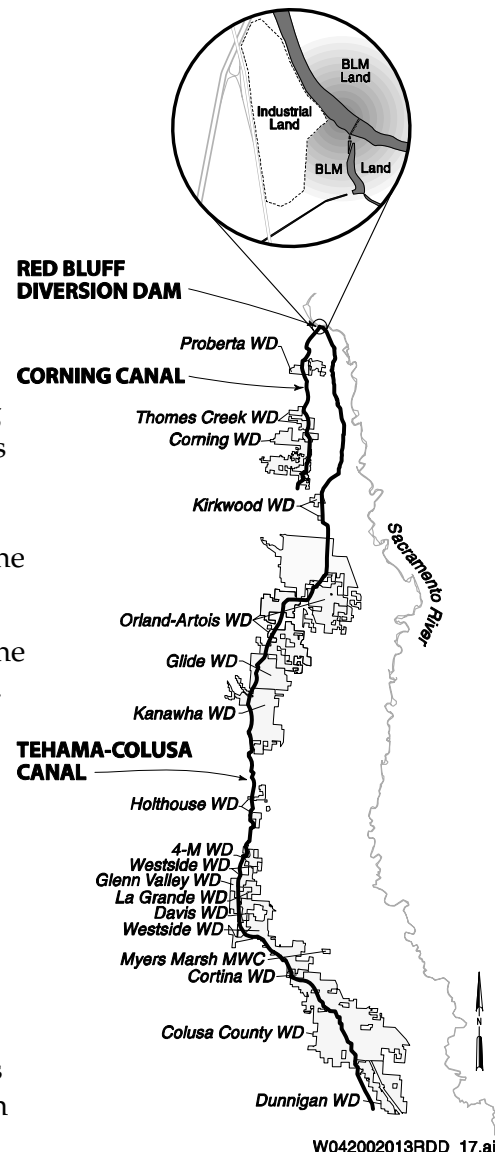 BLM
Land
Industrial
Land
BLM Land
RED BLUFF
DIVERSION DAM
Proberta WD
CORNING CANAL
Thomes Creek WD
Corning WD
s
Kirkwood WD
Sacramento River
ne
Orland-Artois WD
ne
Glide WD
Kanawha WD
TEHAMA-COLUSA
CANAL
Holthouse WD
4-M WD
Westside WD
Glenn Valley WD
La Grande WD
Davis WD
Westside WD
Myers Marsh MWC
Cortina WD
N
Colusa County WD
s
n
Dunnigan WD
W042002013RDD_17.ai